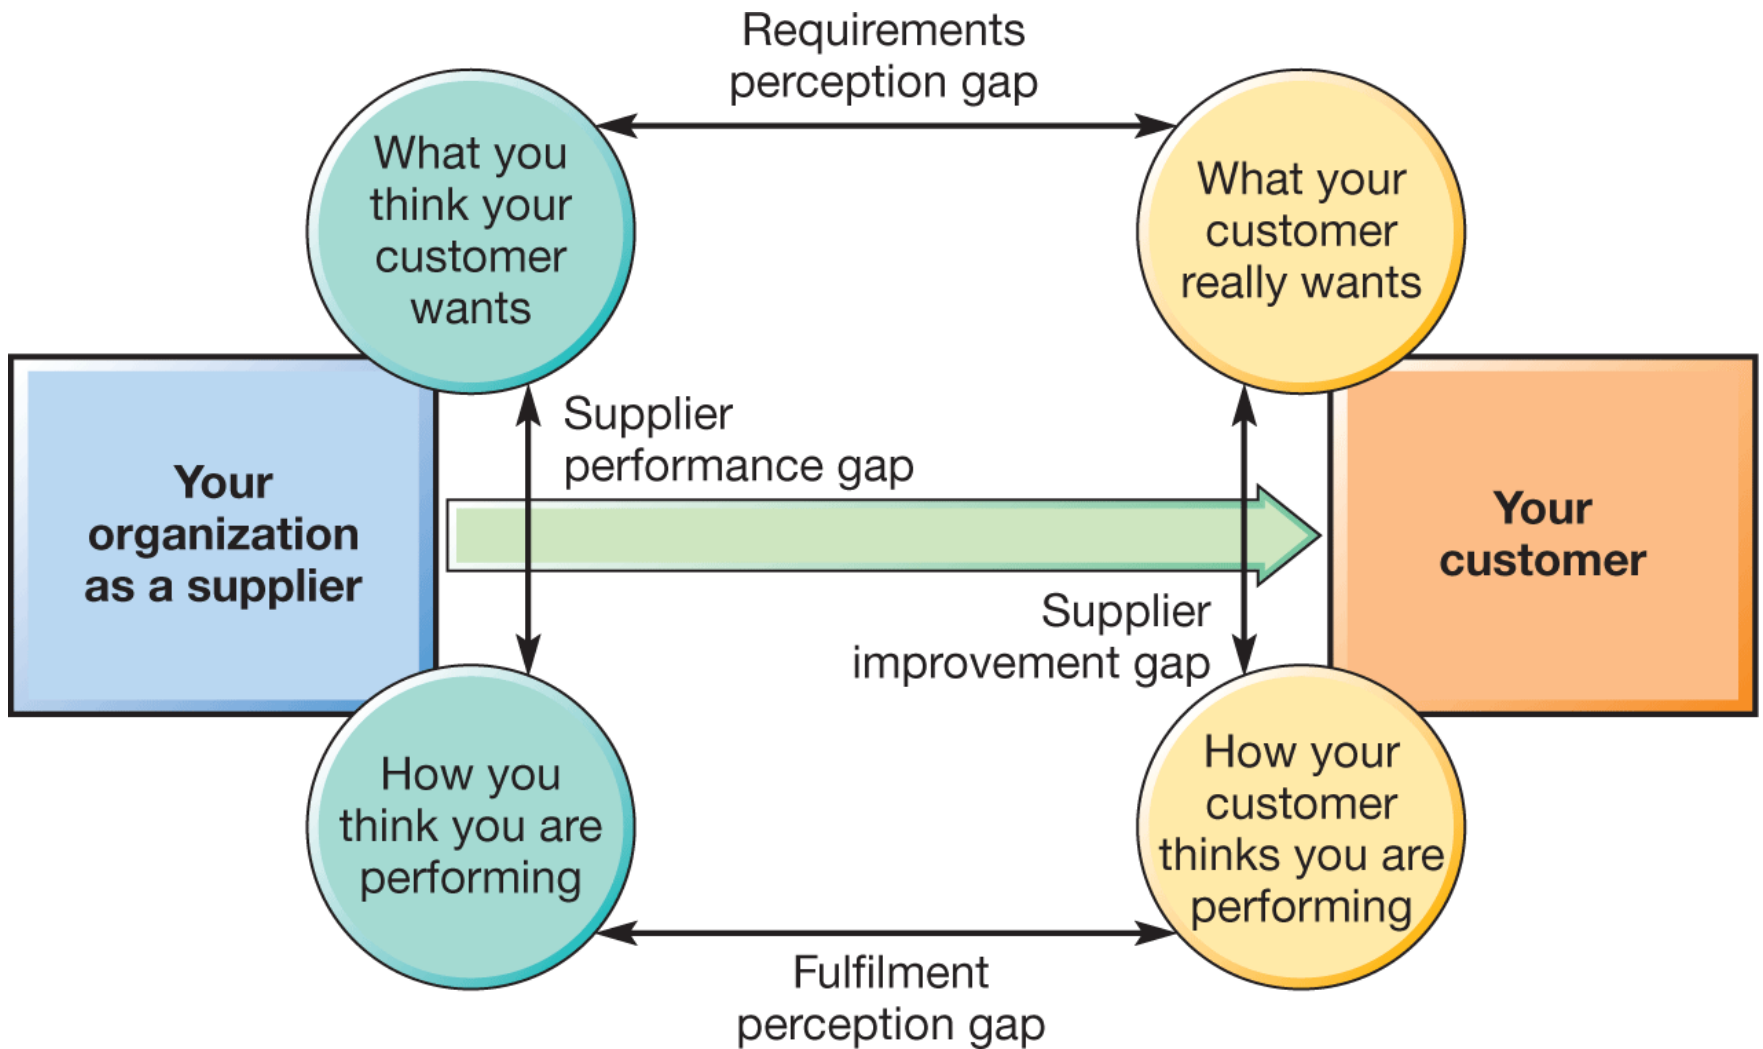 Requirements
perception gap
What you
think your
customer
wants
What your
customer
really wants
Supplier
performance gap
Your
organization
as a supplier
Your
customer
Supplier
improvement gap
How you
think you are
performing
How your
customer
thinks you are
performing
Fulfilment
perception gap